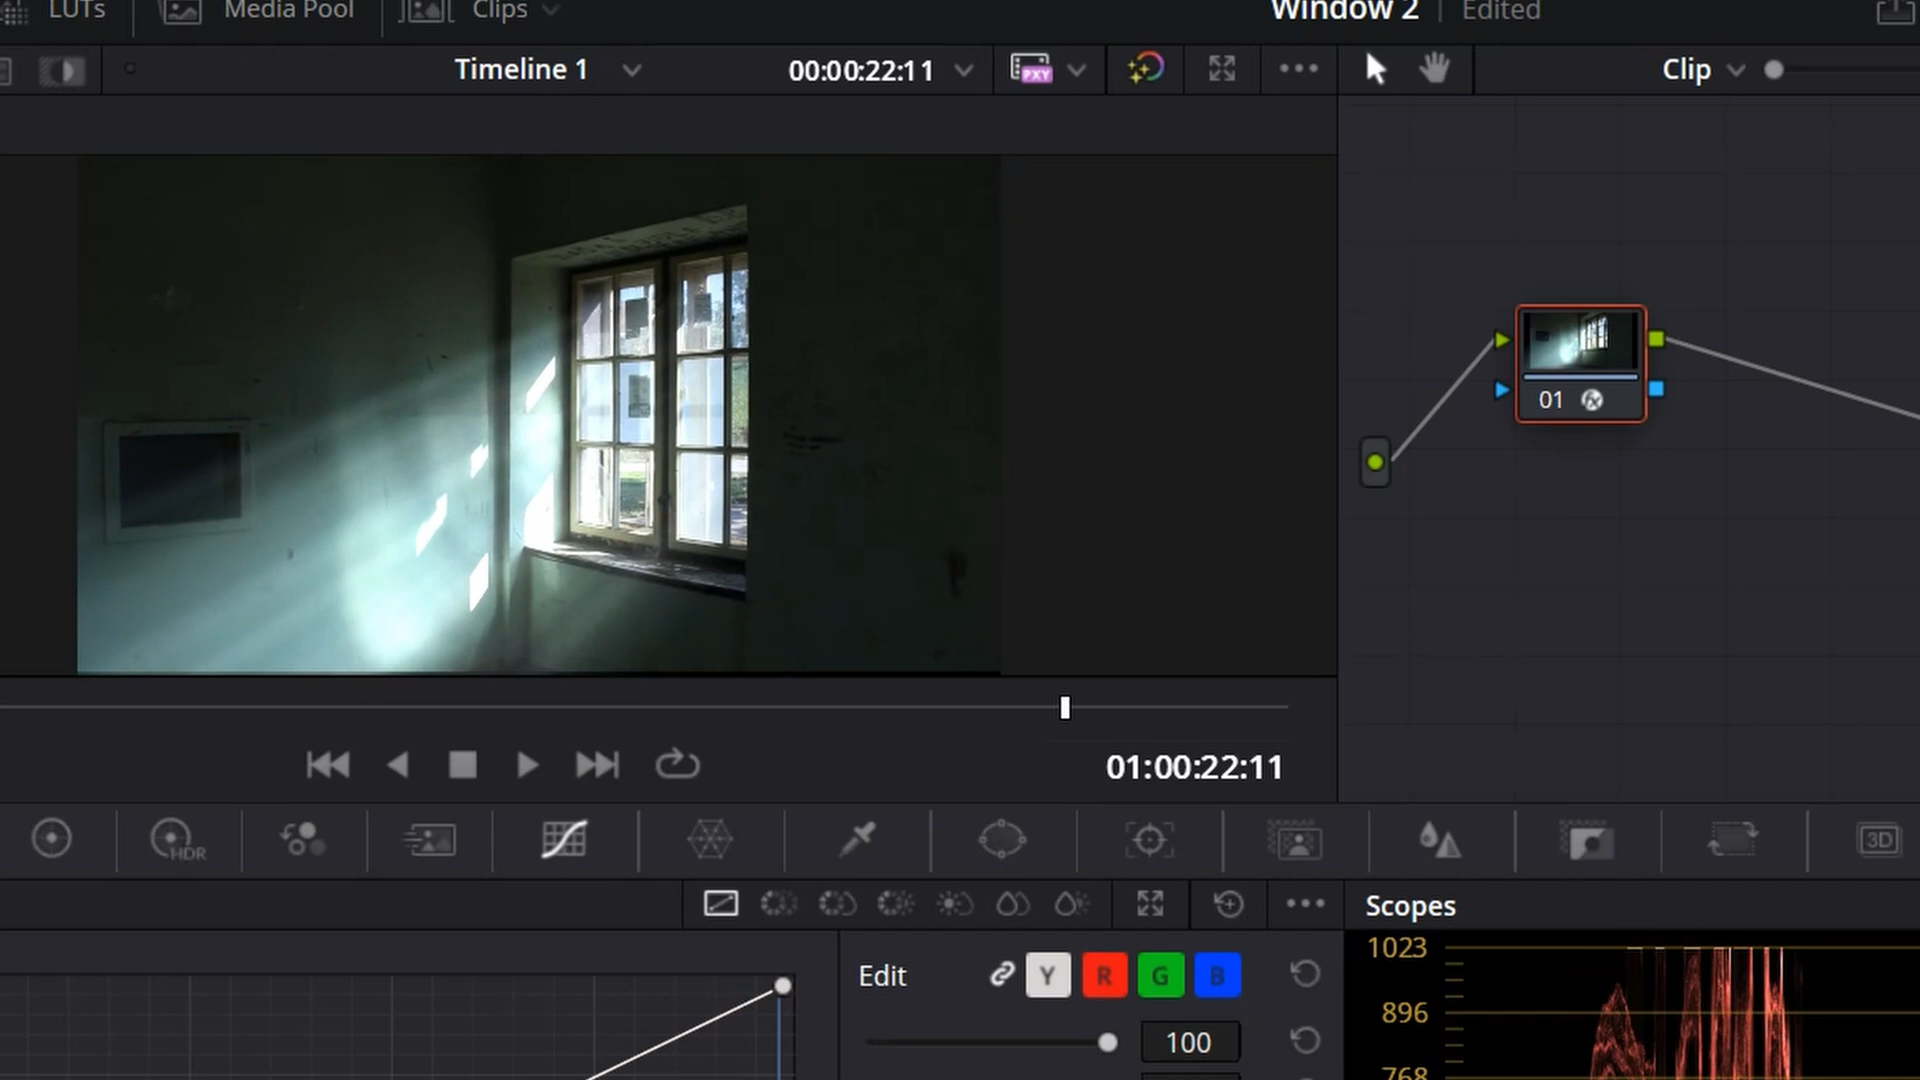 LUTs
Media Pool
Clips
Window 2
Edited
Timeline 1
00:00:22:11
PXY
Clip
01
01:00:22:11
HDR
3D
Scopes
Edit
Y
R
G
B
100
1023
896
768